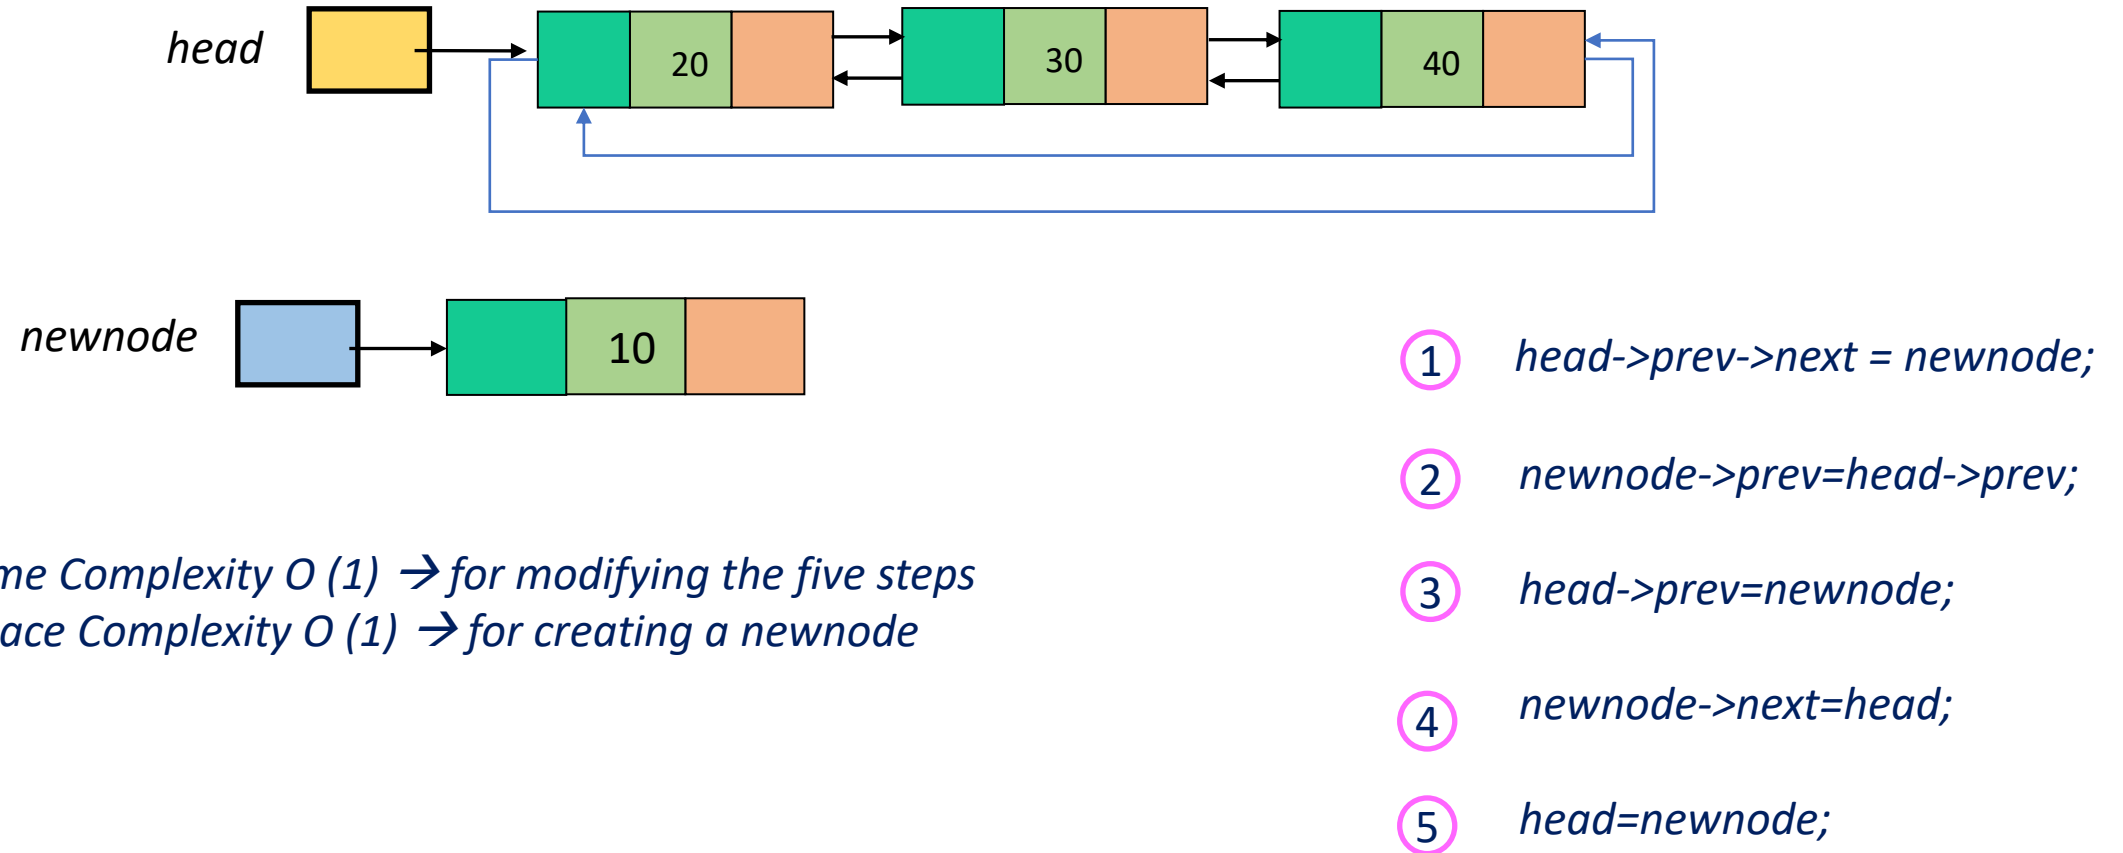 head
20
30
40
newnode
10
1 head->prev->next = newnode;
2 newnode->prev=head->prev;
3 head->prev=newnode;
4 newnode->next=head;
5 head=newnode;
me Complexity O (1) → for modifying the five steps
ace Complexity O (1) → for creating a newnode